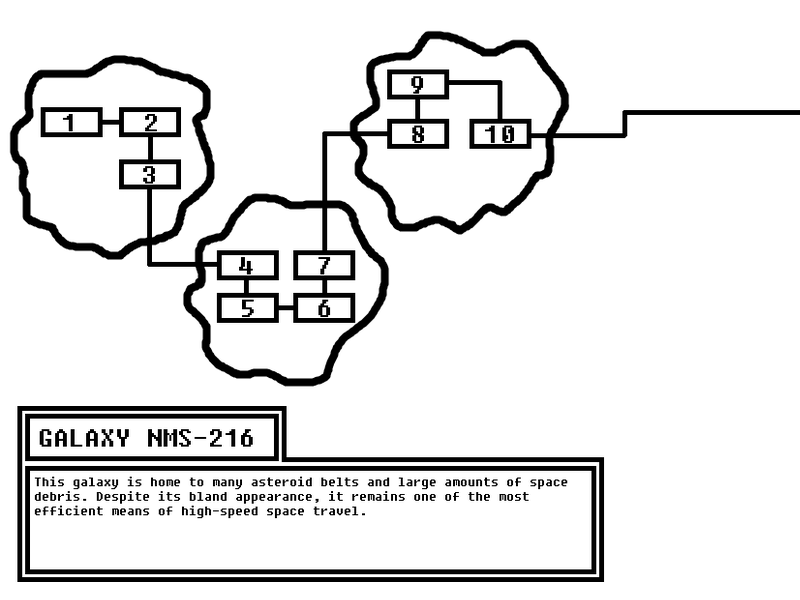 9
1 2 8 10
3
4 7
5 6
GALAXY NMS-216
This galaxy is home to many asteroid belts and large amounts of space
debris. Despite its bland appearance, it remains one of the most
efficient means of high-speed space travel.